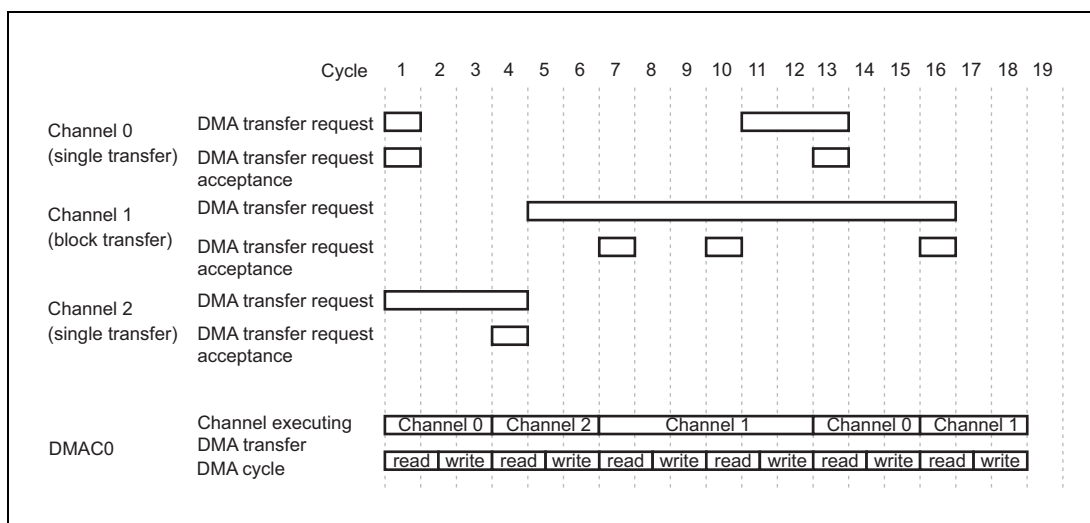 Cycle 1 2 3 4 5 6 7 8 9 10 11 12 13 14 15 16 17 18 19
Channel 0
(single transfer)
DMA transfer request
DMA transfer request
acceptance
Channel 1
(block transfer)
DMA transfer request
DMA transfer request
acceptance
Channel 2
(single transfer)
DMA transfer request
DMA transfer request
acceptance
DMAC0
Channel executing
DMA transfer
Channel 0 Channel 2 Channel 1 Channel 0 Channel 1
DMA cycle
read write read write read write read write read write read write